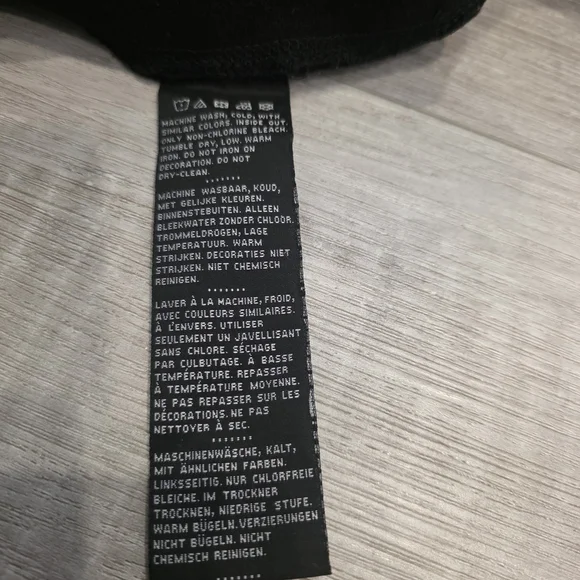 MACHINE WASH, COLD, WITH
SIMILAR COLORS. INSIDE OUT.
ONLY NON-CHLORINE BLEACH.
TUMBLE DRY, LOW. WARM
IRON. DO NOT IRON ON
DECORATION. DO NOT
DRY-CLEAN.
MACHINE WASBAAR, KOUD,
MET GELIJKE KLEUREN.
BINNENSTEBUITEN. ALLEEN
BLEEKWATER ZONDER CHLOOR.
TROMMELDROGEN, LAGE
TEMPERATUUR. WARM
STRIJKEN. DECORATIES NIET
STRIJKEN. NIET CHEMISCH
REINIGEN.
LAVER À LA MACHINE, FROID,
AVEC COULEURS SIMILAIRES.
À L'ENVERS. UTILISER
SEULEMENT UN JAVELLISANT
SANS CHLORE. SÉCHAGE
PAR CULBUTAGE. À BASSE
TEMPÉRATURE. REPASSER
À TEMPÉRATURE MOYENNE.
NE PAS REPASSER SUR LES
DÉCORATIONS. NE PAS
NETTOYER À SEC.
MASCHINENWÄSCHE, KALT,
MIT ÄHNLICHEN FARBEN.
LINKSSEITIG. NUR CHLORFREIE
BLEICHE. IM TROCKNER
TROCKNEN, NIEDRIGE STUFE.
WARM BÜGELN. VERZIERUNGEN
NICHT BÜGELN. NICHT
CHEMISCH REINIGEN.